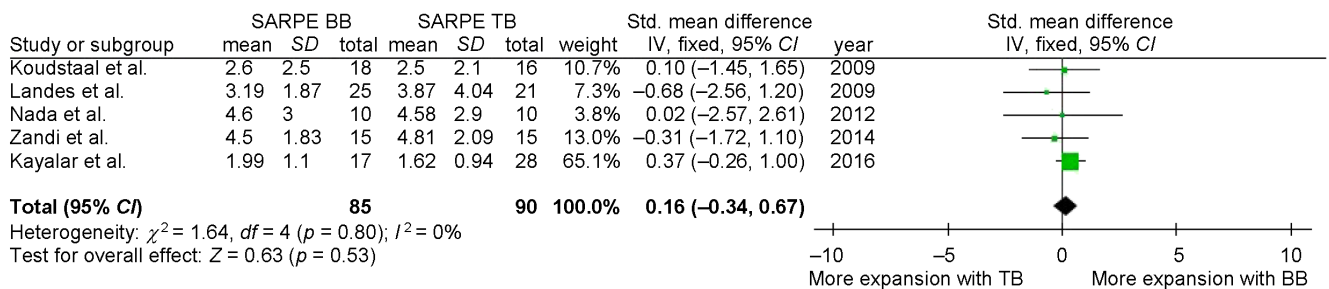 SARPE BB SARPE TB Std. mean difference Std. mean difference
Study or subgroup mean SD total mean SD total weight IV, fixed, 95% CI year IV, fixed, 95% CI
Koudstaal et al. 2.6 2.5 18 2.5 2.1 16 10.7% 0.10 (–1.45, 1.65) 2009
Landes et al. 3.19 1.87 25 3.87 4.04 21 7.3% –0.68 (–2.56, 1.20) 2009
Nada et al. 4.6 3 10 4.58 2.9 10 3.8% 0.02 (–2.57, 2.61) 2012
Zandi et al. 4.5 1.83 15 4.81 2.09 15 13.0% –0.31 (–1.72, 1.10) 2014
Kayalar et al. 1.99 1.1 17 1.62 0.94 28 65.1% 0.37 (–0.26, 1.00) 2016
Total (95% CI) 85 90 100.0% 0.16 (–0.34, 0.67)
Heterogeneity: χ² = 1.64, df = 4 (p = 0.80); I² = 0%
Test for overall effect: Z = 0.63 (p = 0.53)
–10 –5 0 5 10
More expansion with TB More expansion with BB